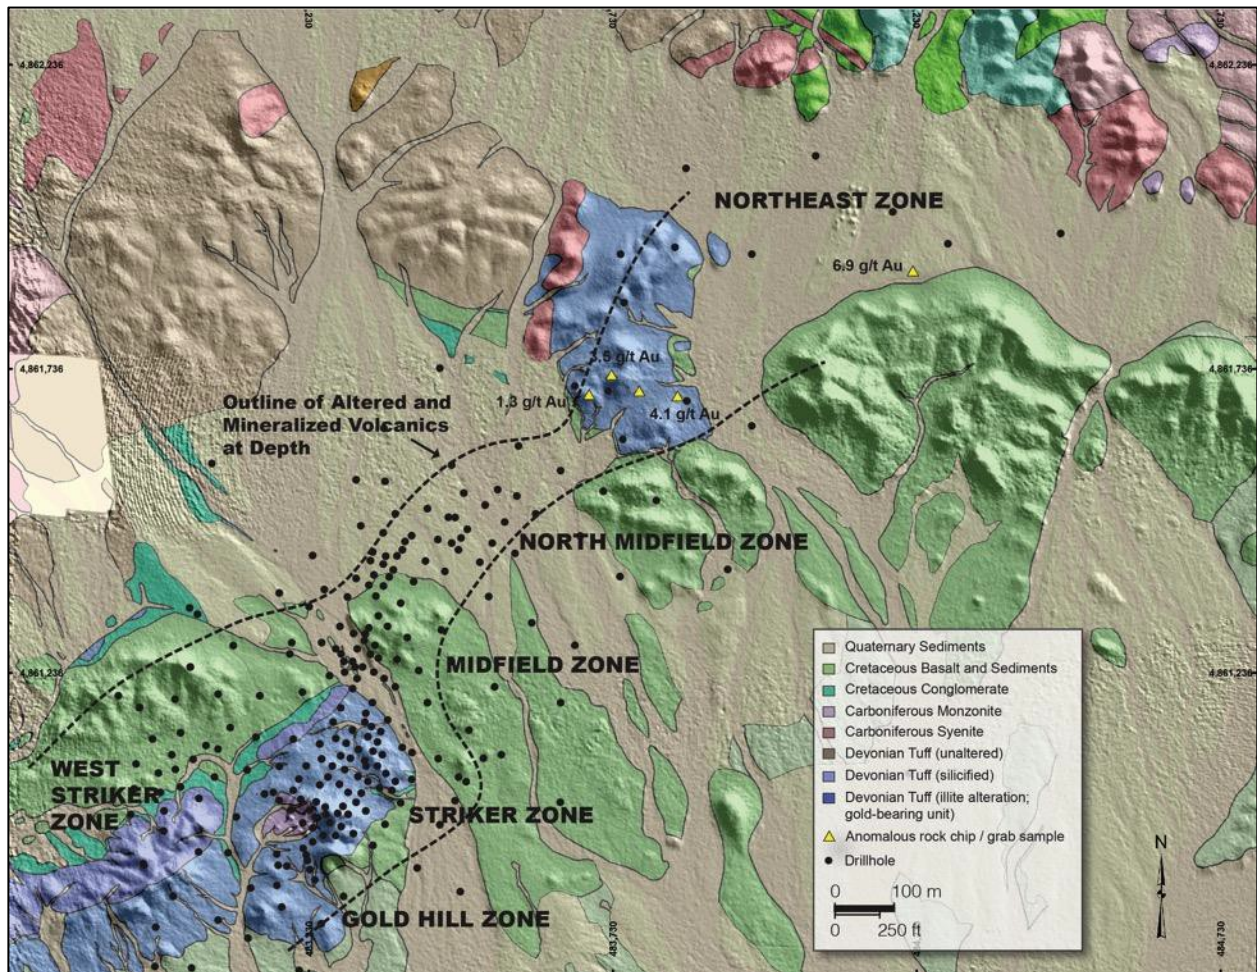 230
,730
,230
,730
4,862,236
4,862,236
NORTHEAST ZONE
6.9 g/t Au
3.5 g/t Au
4,861,736
4,861,736
1.3 g/t Au
4.1 g/t Au
Outline of Altered and
Mineralized Volcanics
at Depth
NORTH MIDFIELD ZONE
MIDFIELD ZONE
4,861,236
4,861,236
WEST
STRIKER
ZONE
STRIKER ZONE
GOLD HILL ZONE
Quaternary Sediments
Cretaceous Basalt and Sediments
Cretaceous Conglomerate
Carboniferous Monzonite
Carboniferous Syenite
Devonian Tuff (unaltered)
Devonian Tuff (silicified)
Devonian Tuff (illite alteration;
gold-bearing unit)
Anomalous rock chip / grab sample
Drillhole
0 100 m
0 250 ft
N
483,730
484,730